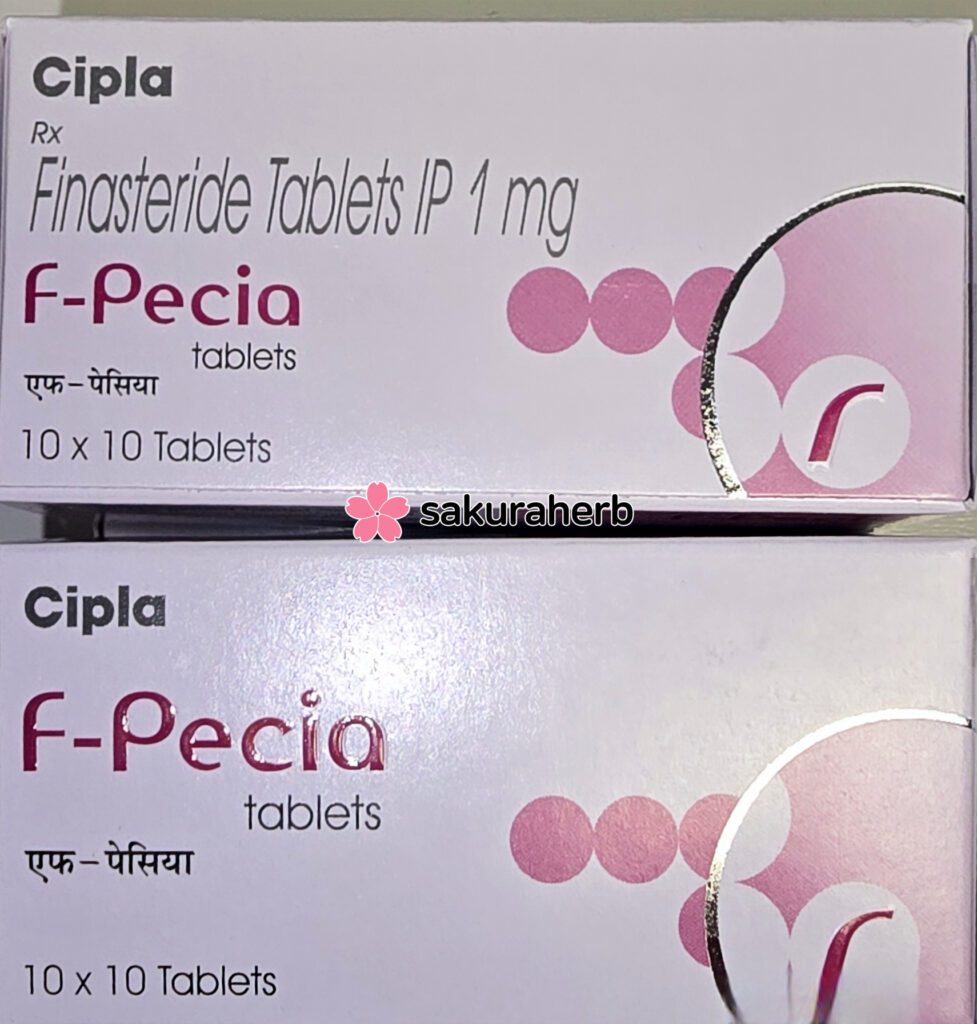 Cipla
Rx
Finasteride Tablets IP 1 mg
F-Pecia
tablets
एफ-पेसिया
10 x 10 Tablets
sakuraherb
Cipla
F-Pecia
tablets
एफ-पेसिया
10 x 10 Tablets